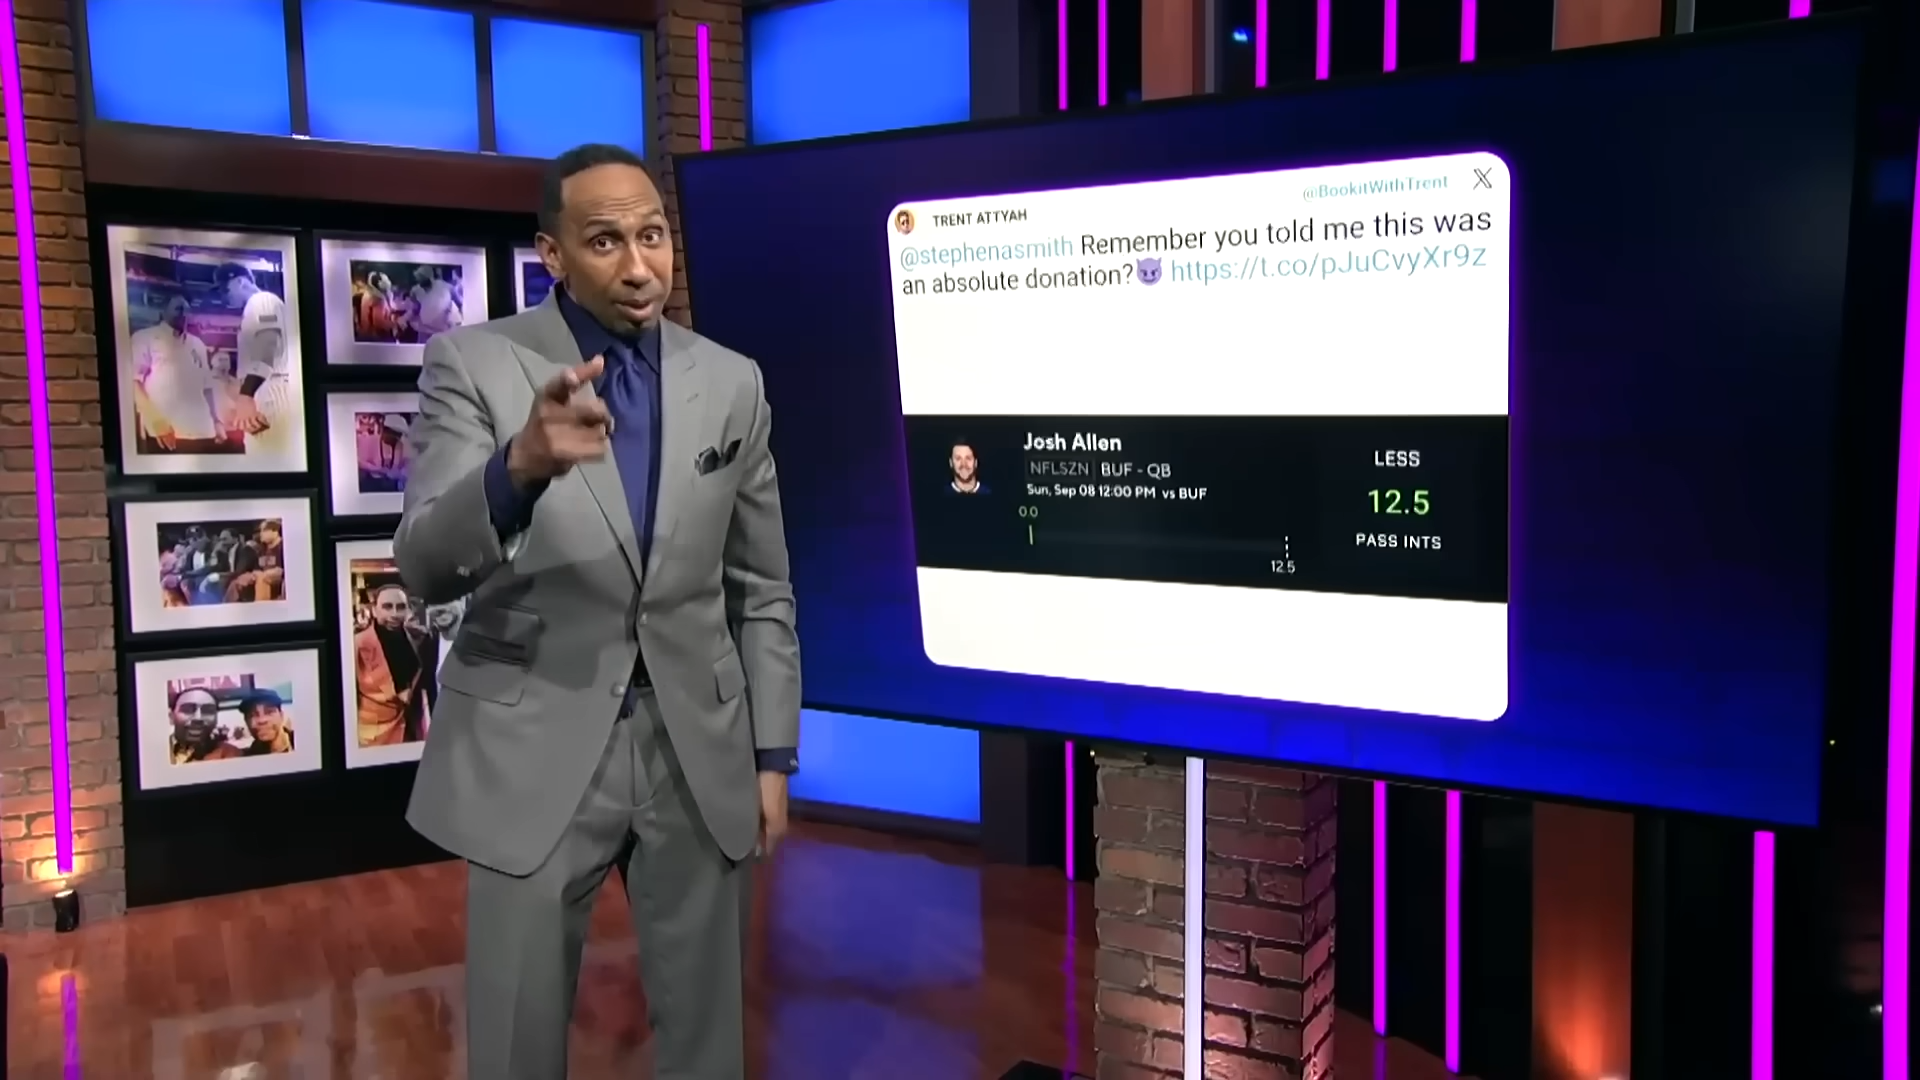 @BookitWithTrent
TRENT ATTYAH
@stephenasmith Remember you told me this was
an absolute donation?😈 https://t.co/pJuCvyXr9z
Josh Allen
NFLSZN BUF - QB
Sun, Sep 08 12:00 PM vs BUF
0.0
12.5
LESS
12.5
PASS INTS